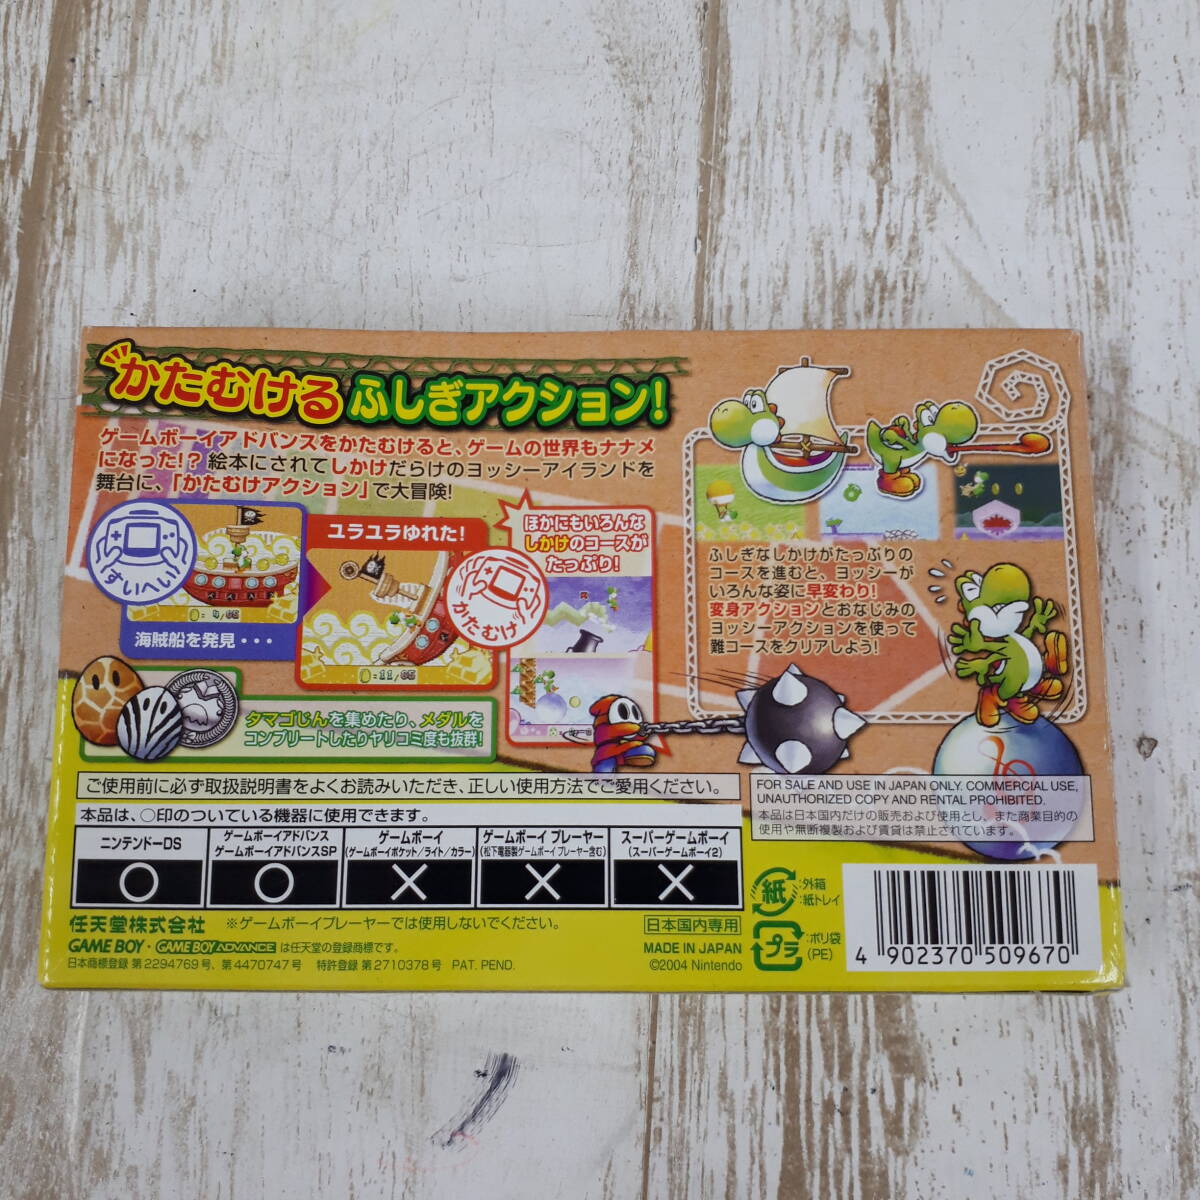 かたむける ふしぎアクション!
ゲームボーイアドバンスをかたむけると、ゲームの世界もナナメ
になった!? 絵本にされてしかけだらけのヨッシーアイランドを
舞台に、「かたむけアクション」で大冒険!
すいへい
4/65
海賊船を発見・・・
ユラユラゆれた!
11/65
かたむけ
ほかにもいろんな
しかけのコースが
たっぷり!
タマゴじんを集めたり、メダルを
コンプリートしたりヤリコミ度も抜群!
ふしぎなしかけがたっぷりの
コースを進むと、ヨッシーが
いろんな姿に早変わり!
変身アクションとおなじみの
ヨッシーアクションを使って
難コースをクリアしよう!
ご使用前に必ず取扱説明書をよくお読みいただき、正しい使用方法でご愛用ください。
本品は、○印のついている機器に使用できます。
ニンテンドーDS
○
ゲームボーイアドバンス
ゲームボーイアドバンスSP
○
ゲームボーイ
(ゲームボーイポケット/ライト/カラー)
×
ゲームボーイ プレーヤー
(松下電器製ゲームボーイ プレーヤー含む)
×
スーパーゲームボーイ
(スーパーゲームボーイ2)
×
FOR SALE AND USE IN JAPAN ONLY. COMMERCIAL USE,
UNAUTHORIZED COPY AND RENTAL PROHIBITED.
本品は日本国内だけの販売および使用とし、また商業目的の
使用や無断複製および賃貸は禁止されています。
任天堂株式会社 ※ゲームボーイプレーヤーでは使用しないでください。
GAME BOY・GAME BOY ADVANCE は任天堂の登録商標です。
日本商標登録 第2294769号、第4470747号 特許登録 第2710378号 PAT. PEND.
日本国内専用
MADE IN JAPAN
©2004 Nintendo
紙
:外箱
:紙トレイ
プラ
:ポリ袋
(PE)
4 902370 509670